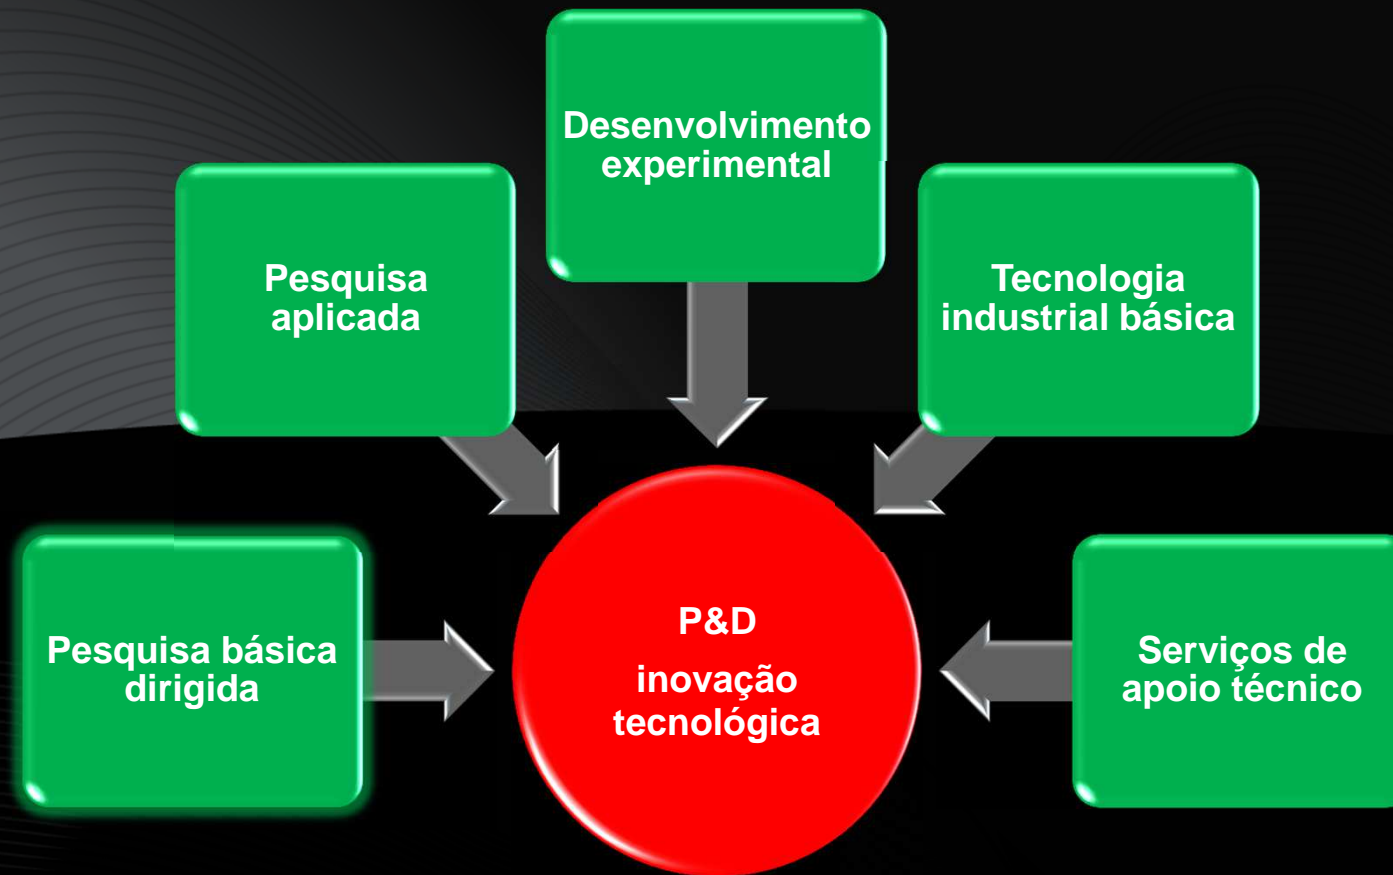 Desenvolvimento
experimental
Pesquisa
aplicada
Tecnologia
industrial básica
Pesquisa básica
dirigida
P&D
inovação
tecnológica
Serviços de
apoio técnico